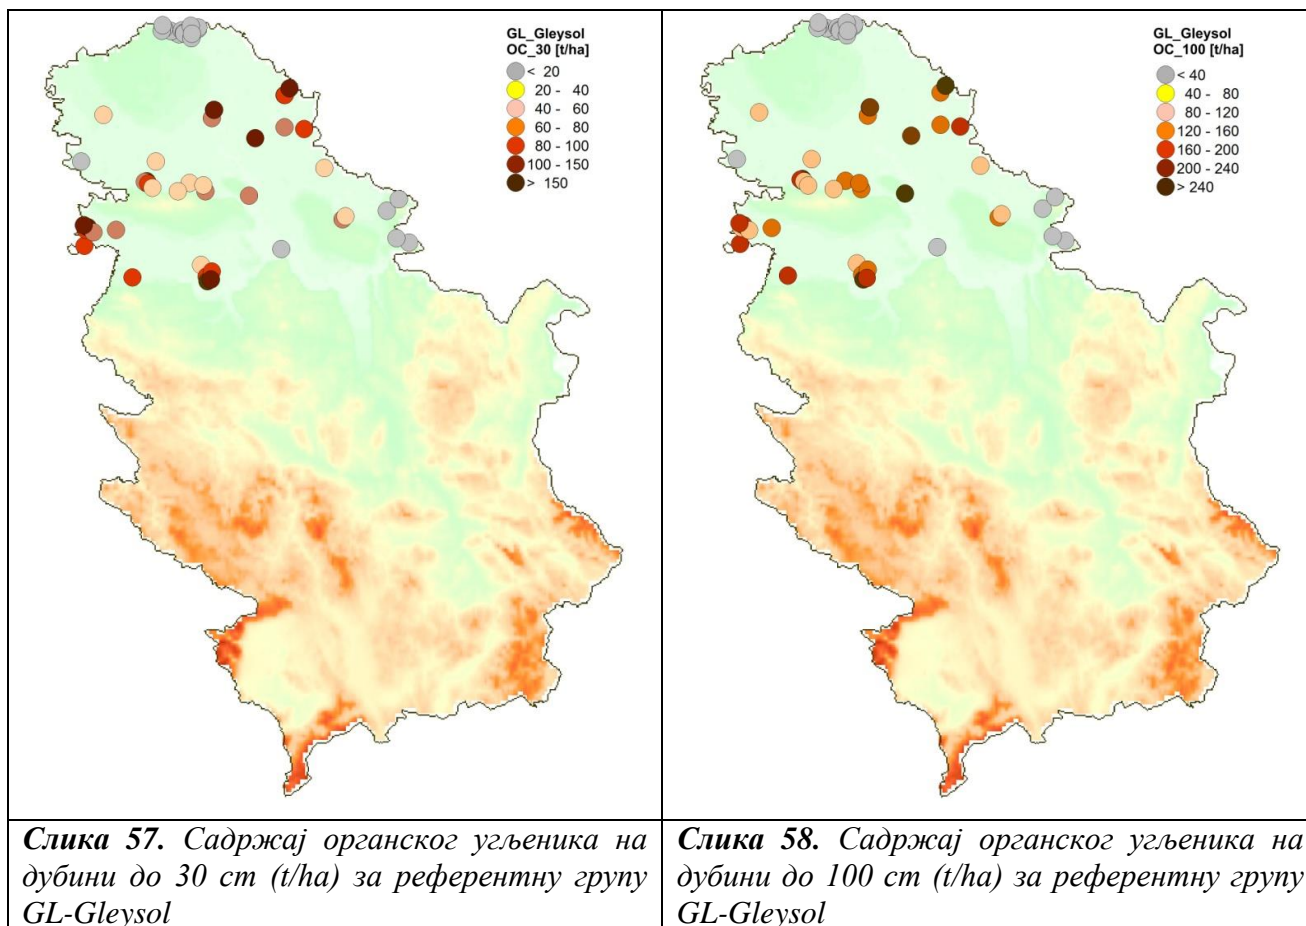 GL_Gleysol
OC_30 [t/ha]
< 20
20 - 40
40 - 60
60 - 80
80 - 100
100 - 150
> 150
GL_Gleysol
OC_100 [t/ha]
< 40
40 - 80
80 - 120
120 - 160
160 - 200
200 - 240
> 240
Слика 57. Садржај органског угљеника на
дубини до 30 cm (t/ha) за референтну групу
GL-Gleysol
Слика 58. Садржај органског угљеника на
дубини до 100 cm (t/ha) за референтну групу
GL-Gleysol